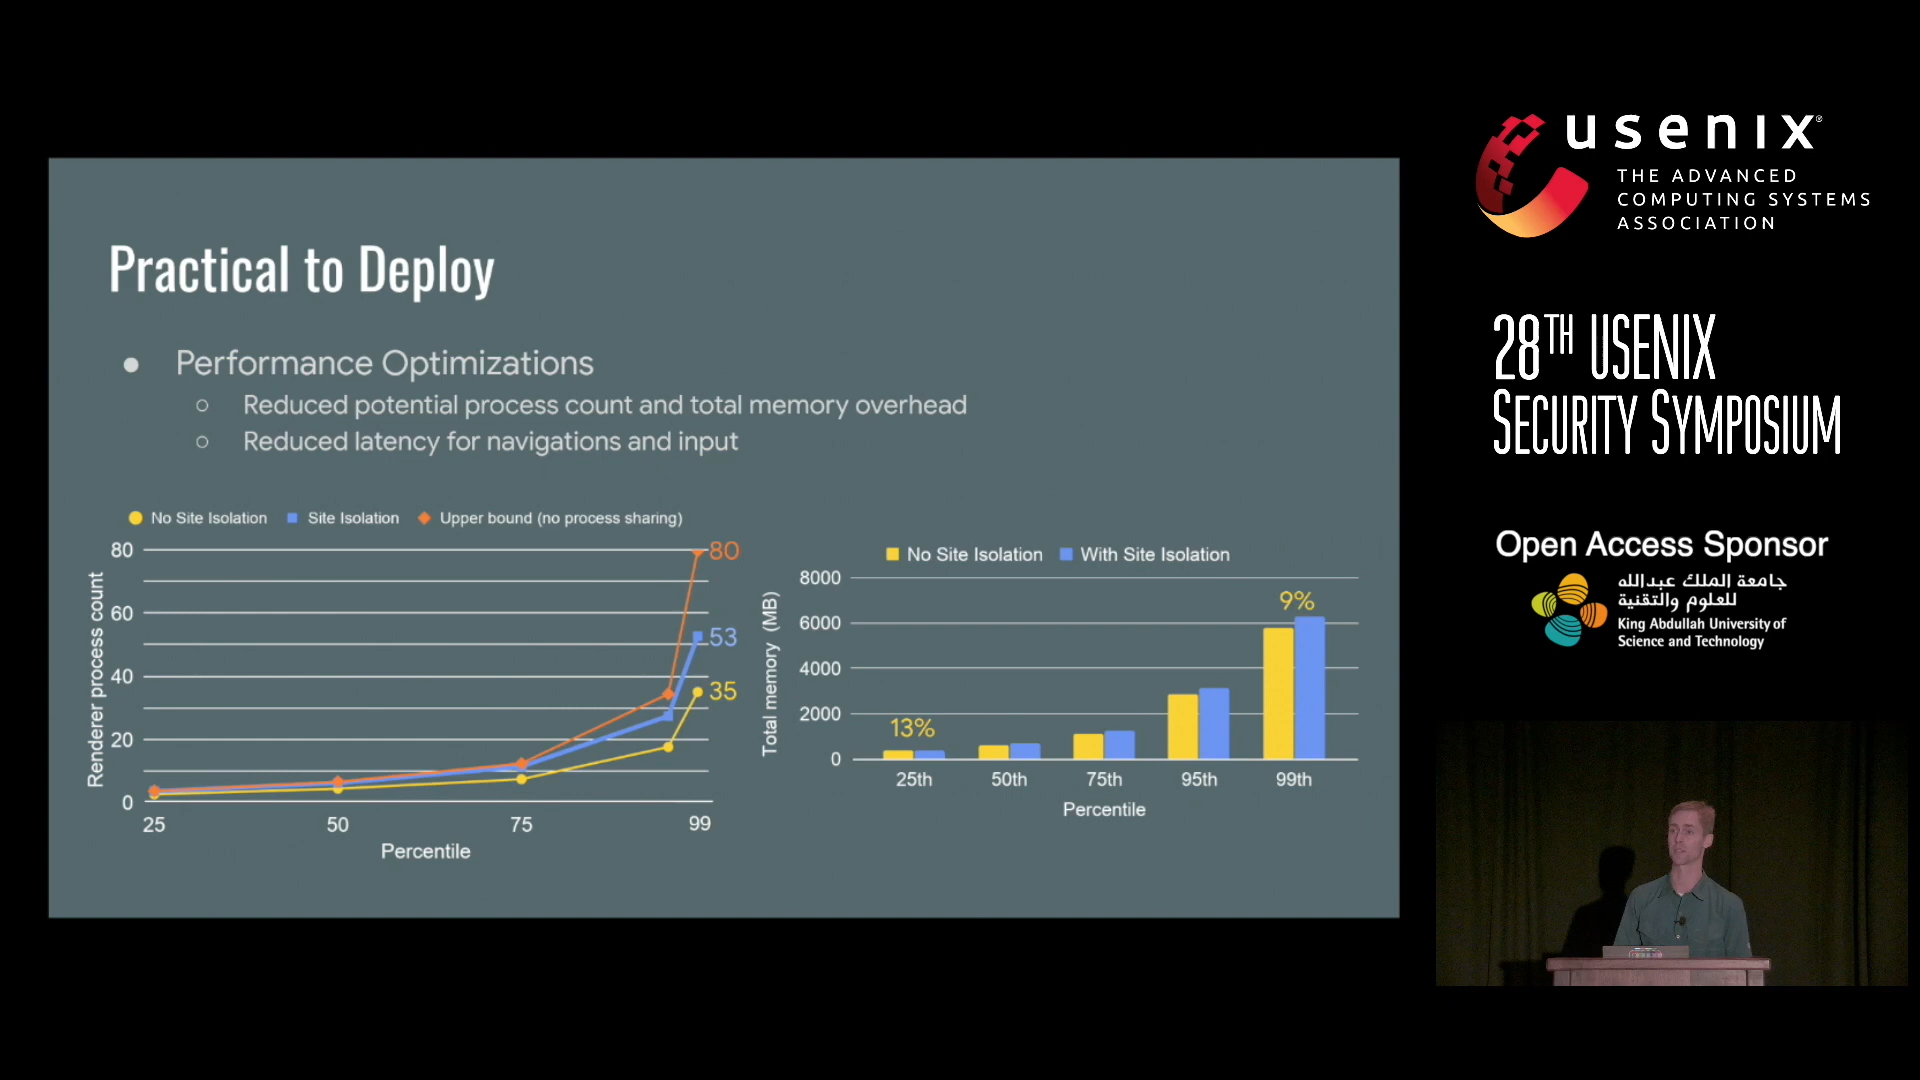 Practical to Deploy
● Performance Optimizations
○ Reduced potential process count and total memory overhead
○ Reduced latency for navigations and input
No Site Isolation Site Isolation Upper bound (no process sharing)
Renderer process count
80
60
40
20
0
80
53
35
25 50 75 99
Percentile
No Site Isolation With Site Isolation
Total memory (MB)
8000
6000
4000
2000
0
13%
9%
25th 50th 75th 95th 99th
Percentile
usenix®
THE ADVANCED
COMPUTING SYSTEMS
ASSOCIATION
28TH USENIX
SECURITY SYMPOSIUM
Open Access Sponsor
جامعة الملك عبدالله
للعلوم والتقنية
King Abdullah University of
Science and Technology